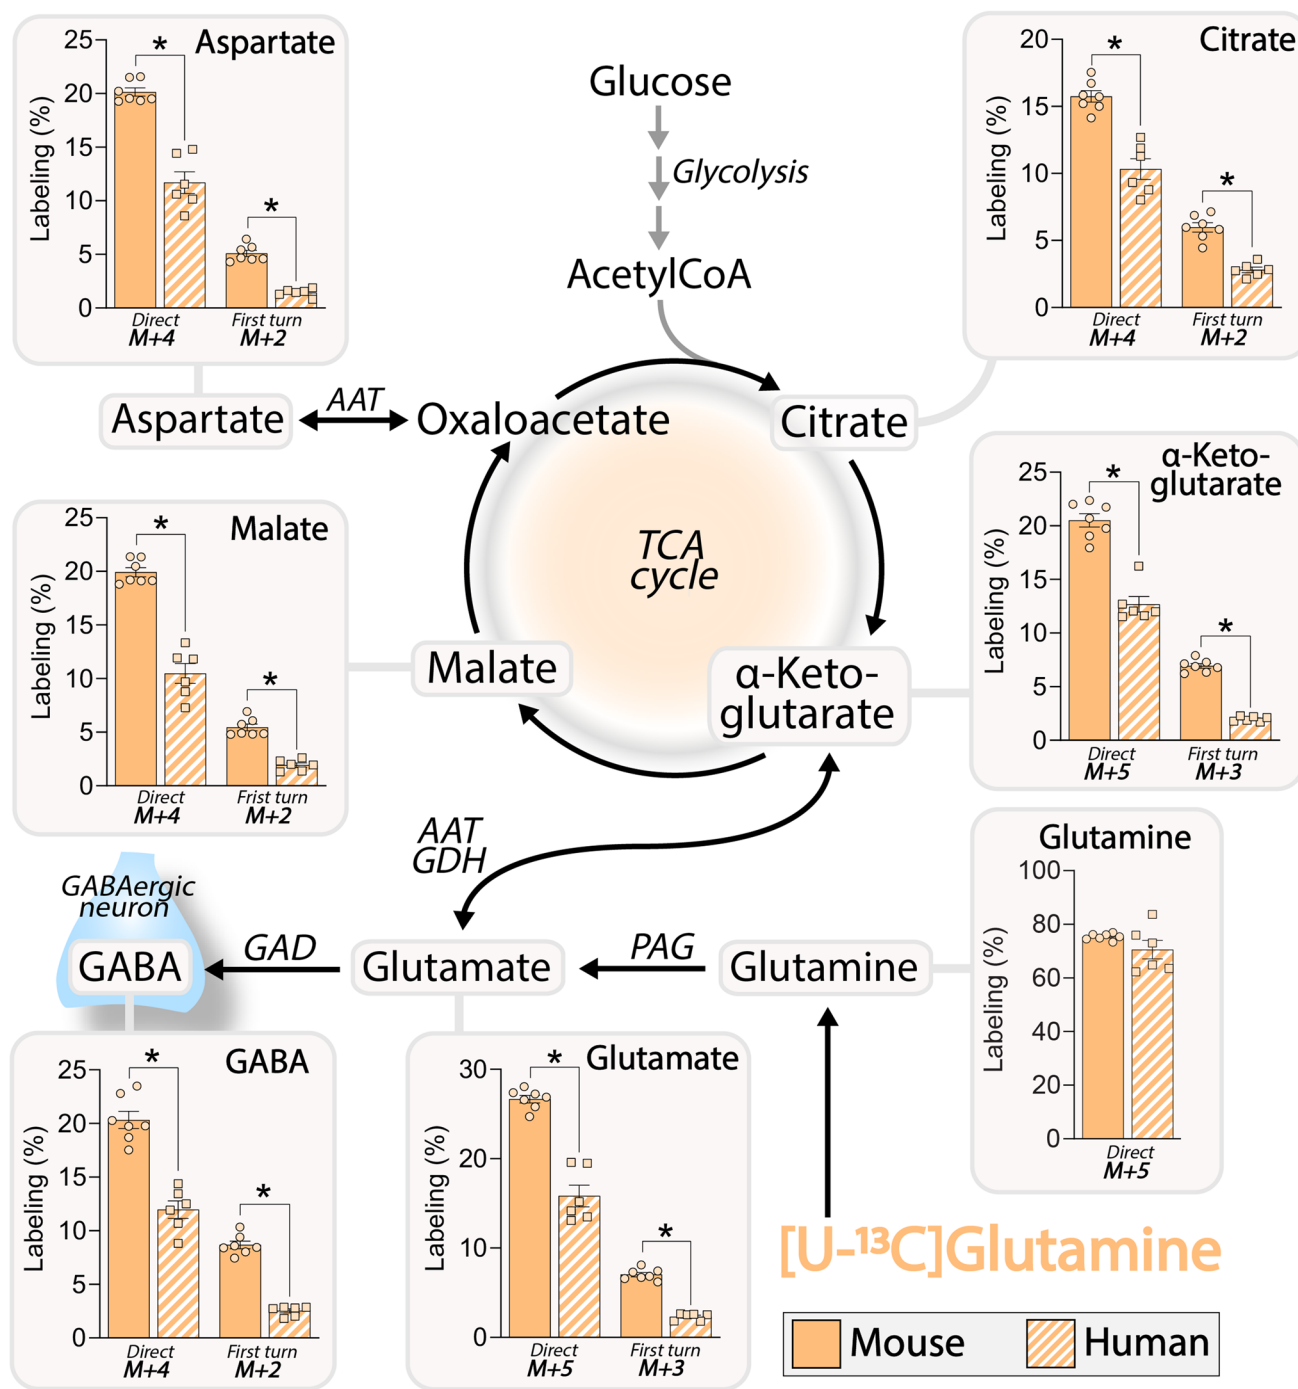 Aspartate
Labeling (%)
25
20
15
10
5
0
*
*
Direct
M+4
First turn
M+2
Glucose
Glycolysis
AcetylCoA
Citrate
Labeling (%)
20
15
10
5
0
*
*
Direct
M+4
First turn
M+2
Aspartate
AAT
Oxaloacetate
Citrate
TCA
cycle
Malate
Labeling (%)
25
20
15
10
5
0
*
*
Direct
M+4
Frist turn
M+2
Malate
α-Keto-
glutarate
α-Keto-
glutarate
Labeling (%)
25
20
15
10
5
0
*
*
Direct
M+5
First turn
M+3
AAT
GDH
GABAergic
neuron
GABA
GAD
Glutamate
PAG
Glutamine
Glutamine
Labeling (%)
100
80
60
40
20
0
Direct
M+5
GABA
Labeling (%)
25
20
15
10
5
0
*
*
Direct
M+4
First turn
M+2
Glutamate
Labeling (%)
30
20
10
0
*
*
Direct
M+5
First turn
M+3
[U-¹³C]Glutamine
Mouse
Human